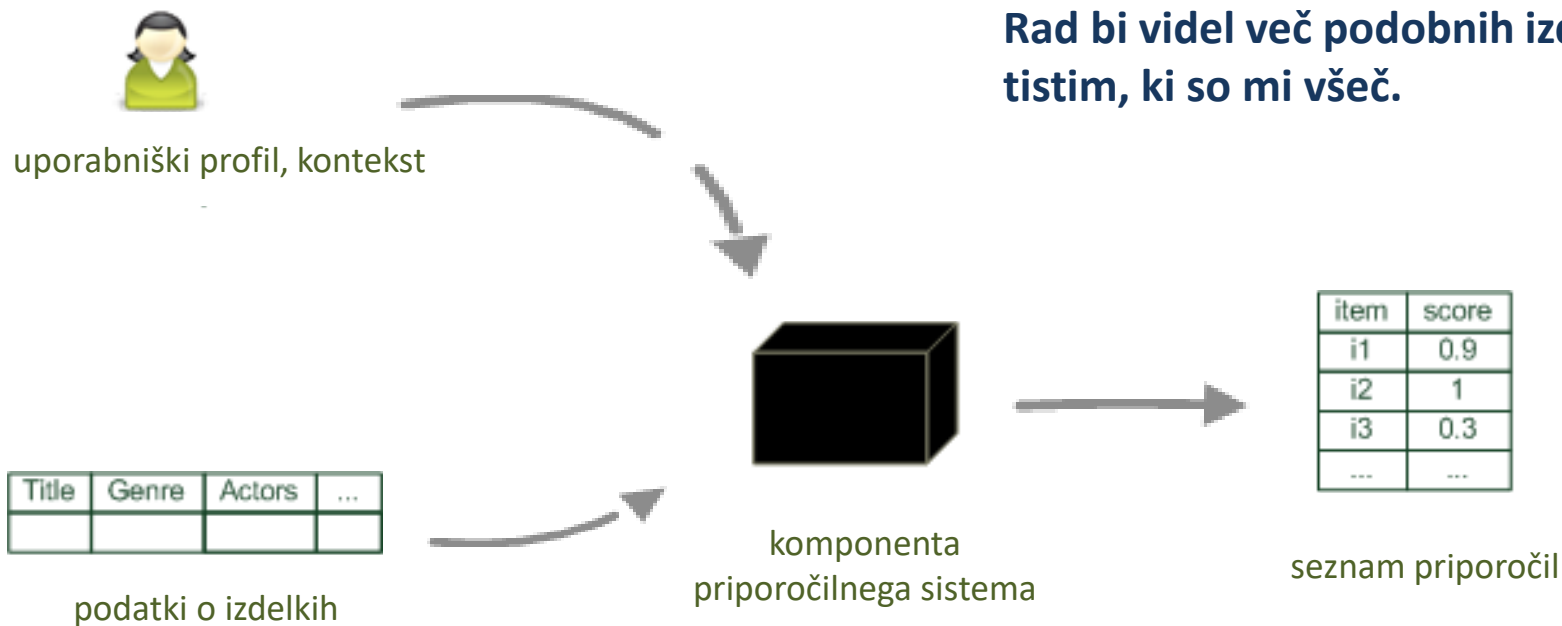 Rad bi videl več podobnih
tistim, ki so mi všeč.
uporabniški profil, kontekst
item score
i1 0.9
i2 1
i3 0.3
... ...
Title Genre Actors ...
komponenta
priporočilnega sistema
seznam priporočil
podatki o izdelkih